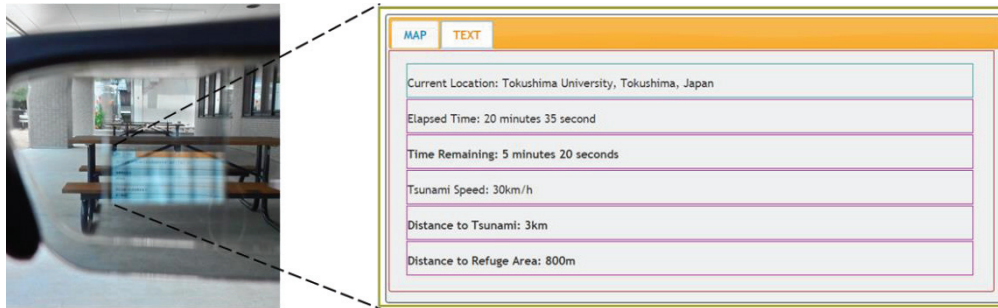 MAP TEXT
Current Location: Tokushima University, Tokushima, Japan
Elapsed Time: 20 minutes 35 second
Time Remaining: 5 minutes 20 seconds
Tsunami Speed: 30km/h
Distance to Tsunami: 3km
Distance to Refuge Area: 800m